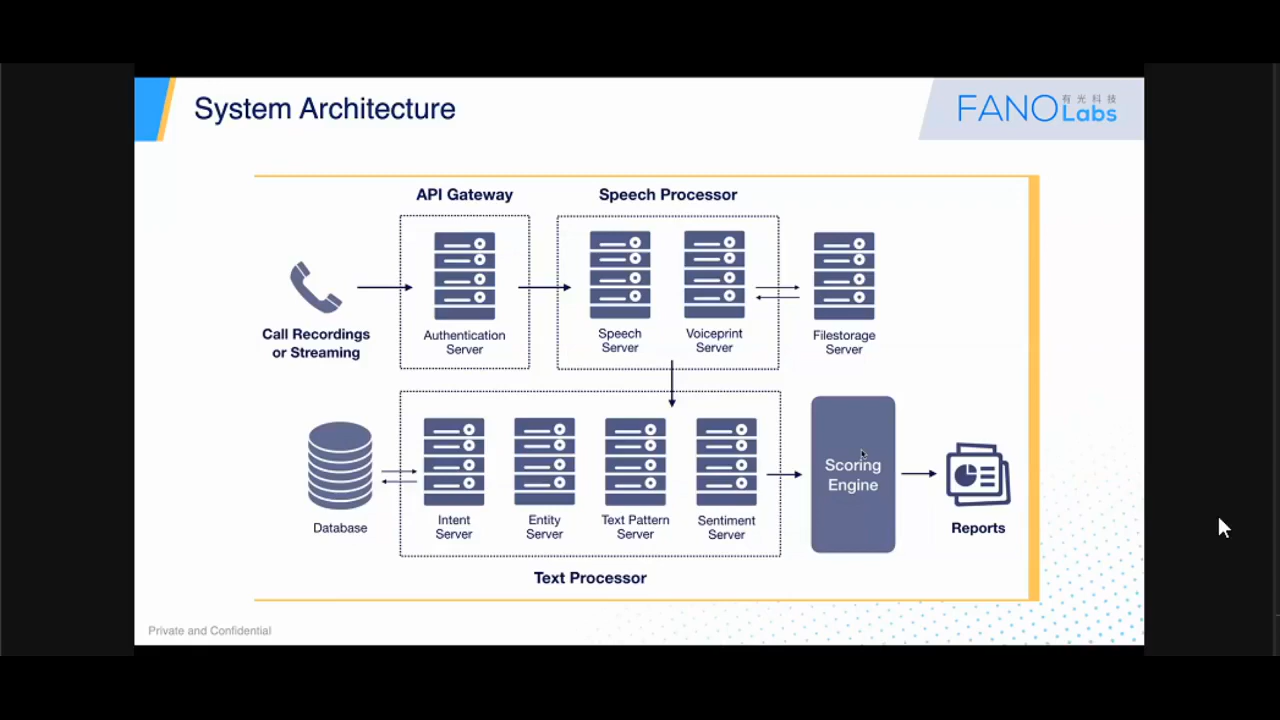 System Architecture
FANO 有光科技
Labs
API Gateway
Speech Processor
Call Recordings
or Streaming
Authentication
Server
Speech
Server
Voiceprint
Server
Filestorage
Server
Database
Intent
Server
Entity
Server
Text Pattern
Server
Sentiment
Server
Scoring
Engine
Reports
Text Processor
Private and Confidential